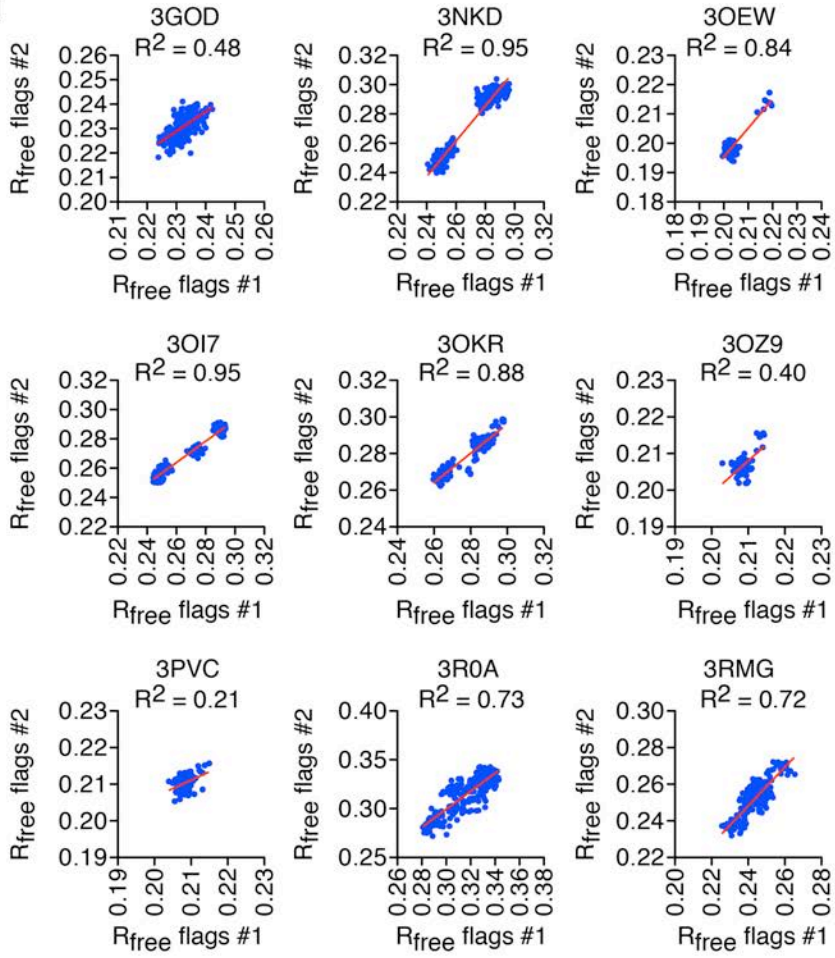 3GOD
R2 = 0.48
Rfree flags #2
0.26
0.25
0.24
0.23
0.22
0.21
0.20
0.21
0.22
0.23
0.24
0.25
0.26
Rfree flags #1
3NKD
R2 = 0.95
Rfree flags #2
0.32
0.30
0.28
0.26
0.24
0.22
0.22
0.24
0.26
0.28
0.30
0.32
Rfree flags #1
3OEW
R2 = 0.84
Rfree flags #2
0.23
0.22
0.21
0.20
0.19
0.18
0.18
0.19
0.20
0.21
0.22
0.23
0.24
Rfree flags #1
3OI7
R2 = 0.95
Rfree flags #2
0.32
0.30
0.28
0.26
0.24
0.22
0.22
0.24
0.26
0.28
0.30
0.32
Rfree flags #1
3OKR
R2 = 0.88
Rfree flags #2
0.32
0.30
0.28
0.26
0.24
0.24
0.26
0.28
0.30
0.32
Rfree flags #1
3OZ9
R2 = 0.40
Rfree flags #2
0.23
0.22
0.21
0.20
0.19
0.19
0.20
0.21
0.22
0.23
Rfree flags #1
3PVC
R2 = 0.21
Rfree flags #2
0.23
0.22
0.21
0.20
0.19
0.19
0.20
0.21
0.22
0.23
Rfree flags #1
3R0A
R2 = 0.73
Rfree flags #2
0.40
0.35
0.30
0.25
0.26
0.28
0.30
0.32
0.34
0.36
0.38
Rfree flags #1
3RMG
R2 = 0.72
Rfree flags #2
0.30
0.28
0.26
0.24
0.22
0.20
0.22
0.24
0.26
0.28
Rfree flags #1